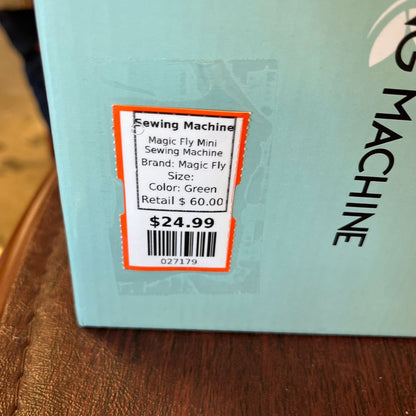 Sewing Machine
Magic Fly Mini
Sewing Machine
Brand: Magic Fly
Size:
Color: Green
Retail $ 60.00
$24.99
027179
MACHINE